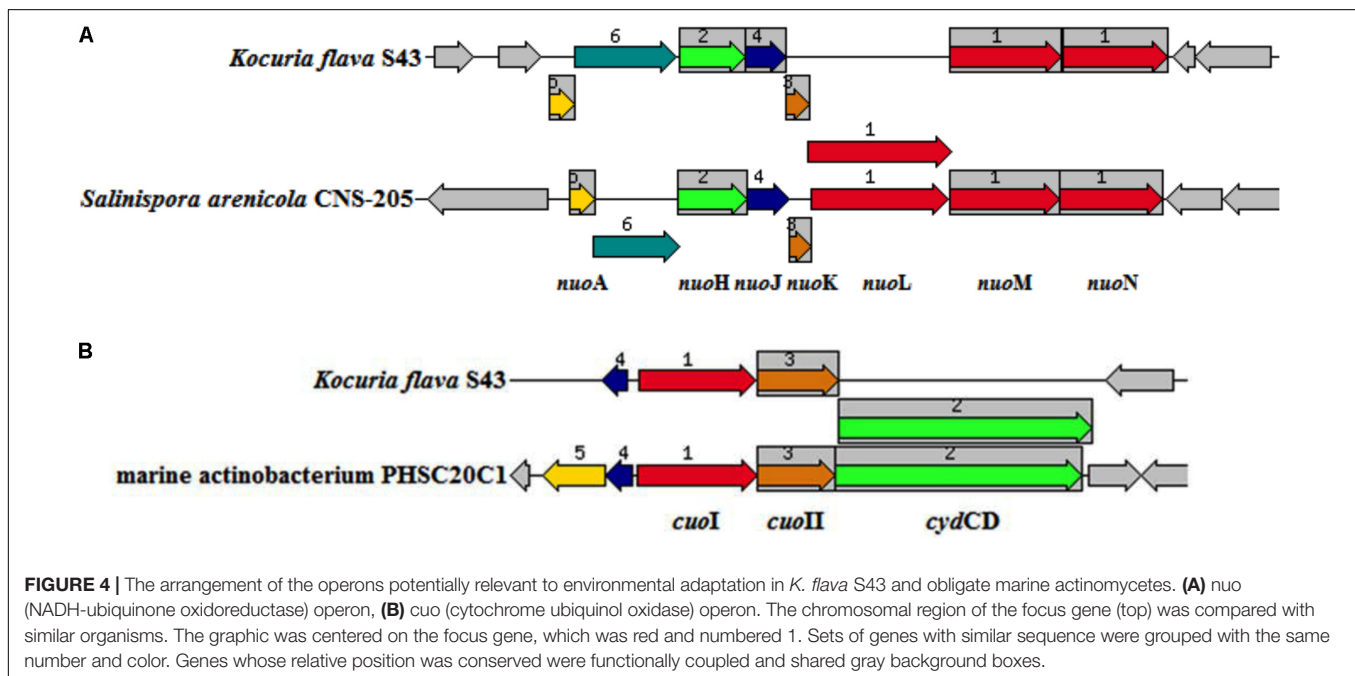 A
6 2 4 1 1
Kocuria flava S43
5 3
1
5 2 4 1 1 1
Salinispora arenicola CNS-205
6 3
nuoA nuoH nuoJ nuoK nuoL nuoM nuoN
B
4 1 3
Kocuria flava S43
2
5 4 1 3 2
marine actinobacterium PHSC20C1
cuoI cuoII cydCD
FIGURE 4 | The arrangement of the operons potentially relevant to environmental adaptation in K. flava S43 and obligate marine actinomycetes. (A) nuo
(NADH-ubiquinone oxidoreductase) operon, (B) cuo (cytochrome ubiquinol oxidase) operon. The chromosomal region of the focus gene (top) was compared with
similar organisms. The graphic was centered on the focus gene, which was red and numbered 1. Sets of genes with similar sequence were grouped with the same
number and color. Genes whose relative position was conserved were functionally coupled and shared gray background boxes.